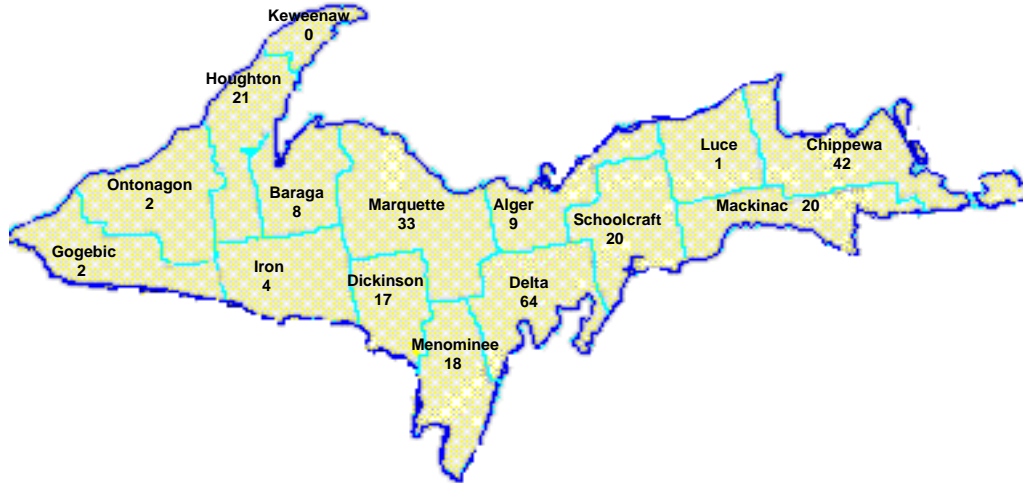 Keweenaw
0
Houghton
21
Luce
1
Chippewa
42
Ontonagon
2
Baraga
8
Marquette
33
Alger
9
Schoolcraft
20
Mackinac 20
Gogebic
2
Iron
4
Dickinson
17
Delta
64
Menominee
18